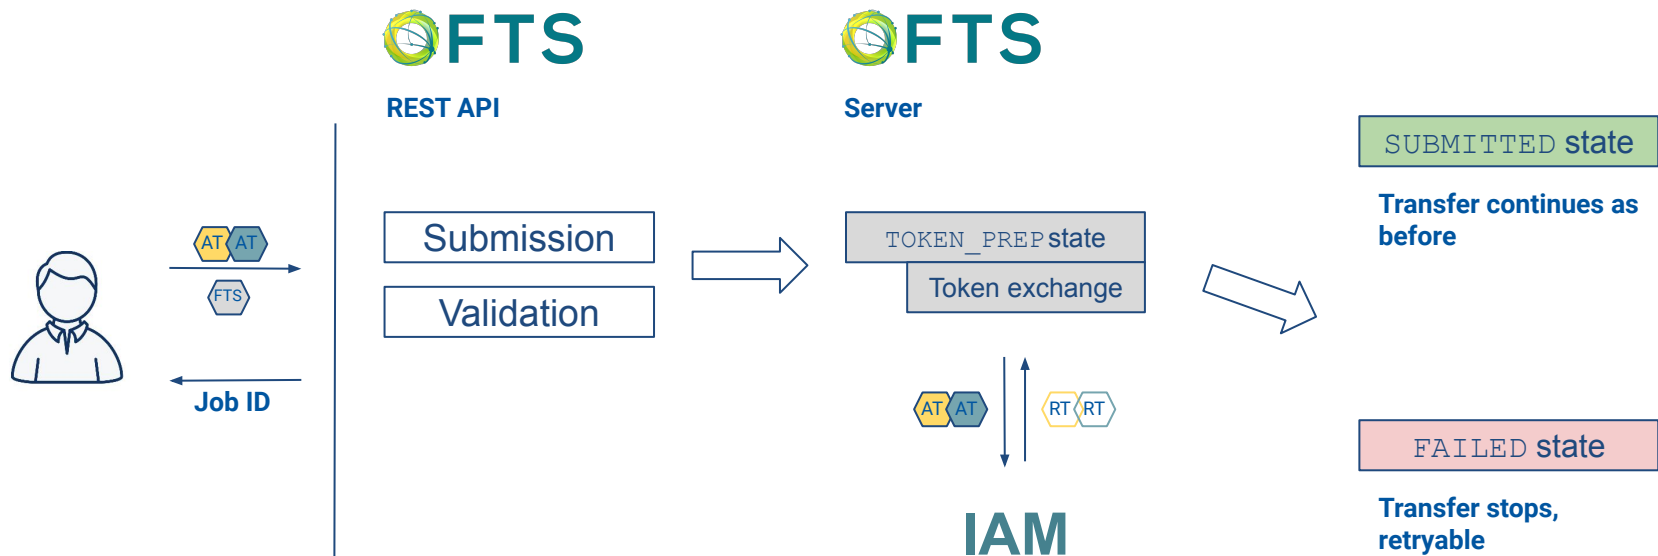 FTS
FTS
REST API
Server
SUBMITTED state
Transfer continues as
before
Submission
TOKEN_PREP state
AT AT
Token exchange
FTS
Validation
Job ID
AT AT
RT RT
FAILED state
IAM
Transfer stops,
retryable